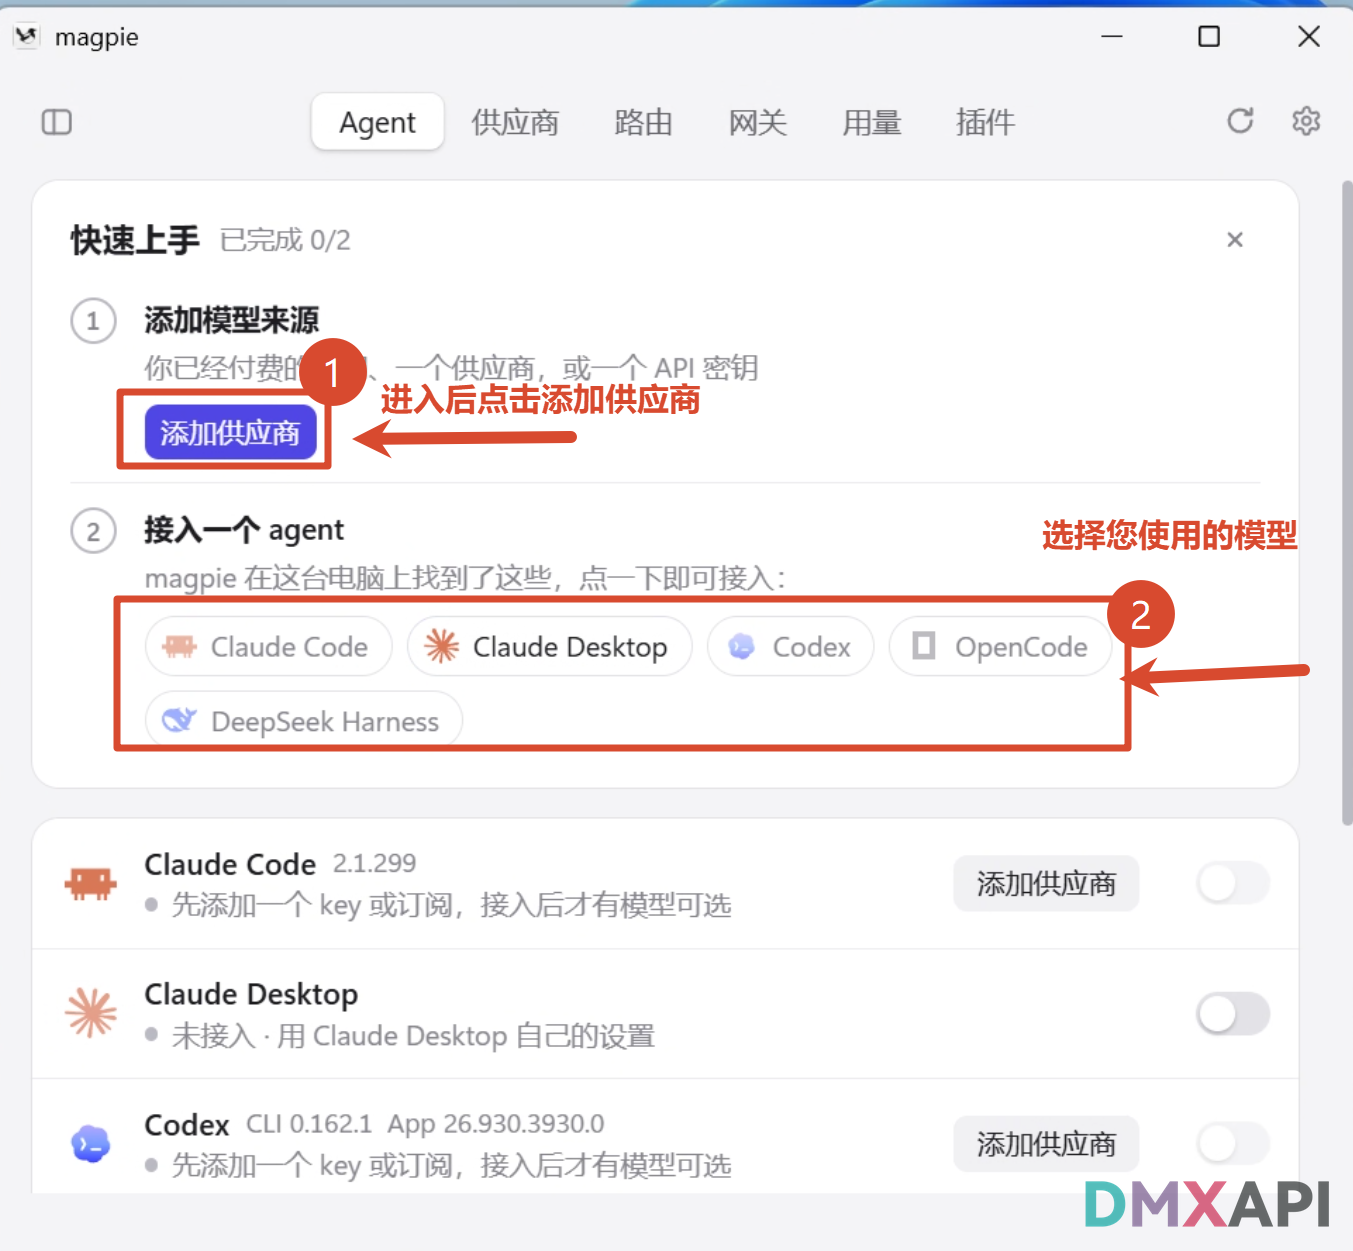 magpie
Agent 供应商 路由 网关 用量 插件
快速上手 已完成 0/2
1 添加模型来源
你已经付费的 、一个供应商，或一个 API 密钥
1
进入后点击添加供应商
添加供应商
2 接入一个 agent
选择您使用的模型
magpie 在这台电脑上找到了这些，点一下即可接入：
2
Claude Code Claude Desktop Codex OpenCode
DeepSeek Harness
Claude Code 2.1.299
先添加一个 key 或订阅，接入后才有模型可选
添加供应商
Claude Desktop
未接入 · 用 Claude Desktop 自己的设置
Codex CLI 0.162.1 App 26.930.3930.0
先添加一个 key 或订阅，接入后才有模型可选
添加供应商
DMXAPI